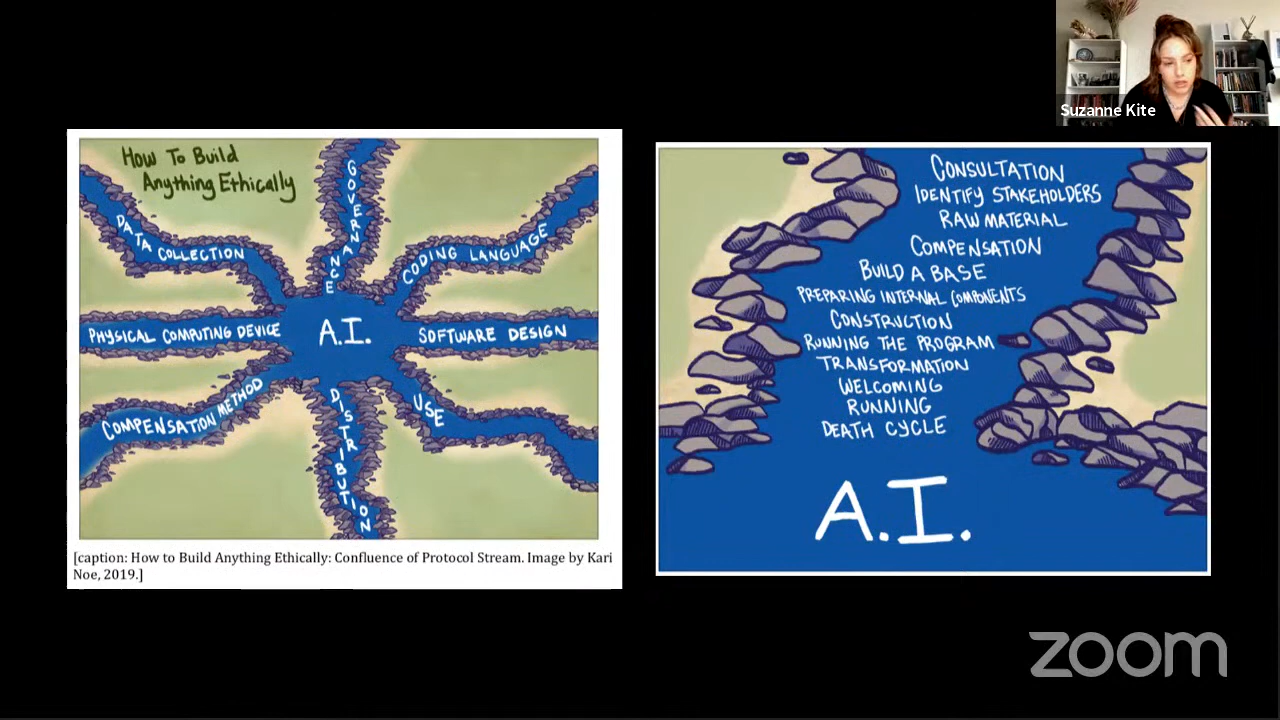 Suzanne Kite
How To Build
Anything Ethically
GOVERNANCE
DATA COLLECTION
CODING LANGUAGE
PHYSICAL COMPUTING DEVICE
A.I.
SOFTWARE DESIGN
COMPENSATION METHOD
DISTRIBUTION
USE
[caption: How to Build Anything Ethically: Confluence of Protocol Stream. Image by Kari
Noe, 2019.]
CONSULTATION
IDENTIFY STAKEHOLDERS
RAW MATERIAL
COMPENSATION
BUILD A BASE
PREPARING INTERNAL COMPONENTS
CONSTRUCTION
RUNNING THE PROGRAM
TRANSFORMATION
WELCOMING
RUNNING
DEATH CYCLE
A.I.
zoom